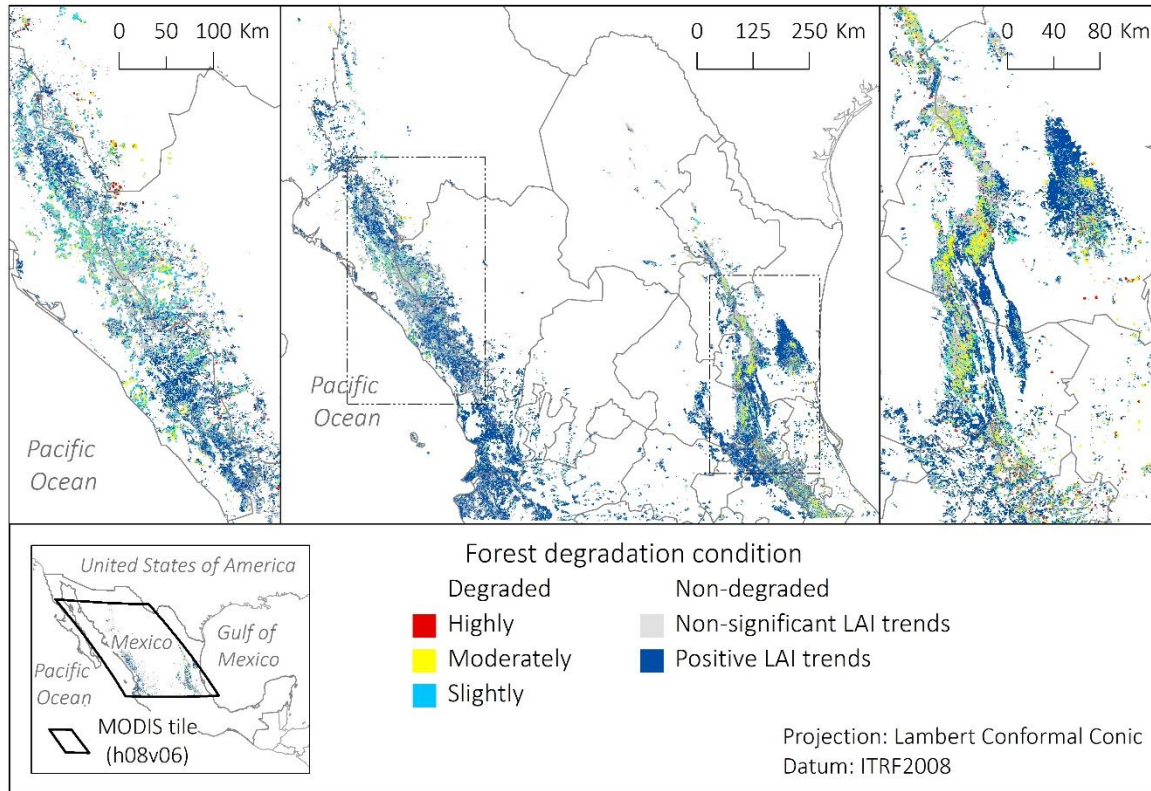 0 50 100 Km
Pacific
Ocean
0 125 250 Km
Pacific
Ocean
0 40 80 Km
United States of America
Mexico
Gulf of
Mexico
Pacific
Ocean
MODIS tile
(h08v06)
Forest degradation condition
Degraded
Highly
Moderately
Slightly
Non-degraded
Non-significant LAI trends
Positive LAI trends
Projection: Lambert Conformal Conic
Datum: ITRF2008